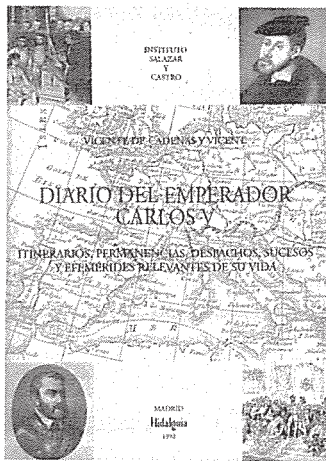 INSTITUTO
SALAZAR
Y
CASTRO
VICENTE DE CADENAS Y VICENT
DIARIO DEL EMPERADOR
CARLOS V
ITINERARIOS, PERMANENCIAS, DESPACHOS, SUCESOS
Y EFEMÉRIDES RELEVANTES DE SU VIDA
MADRID
Hidalguía
1992